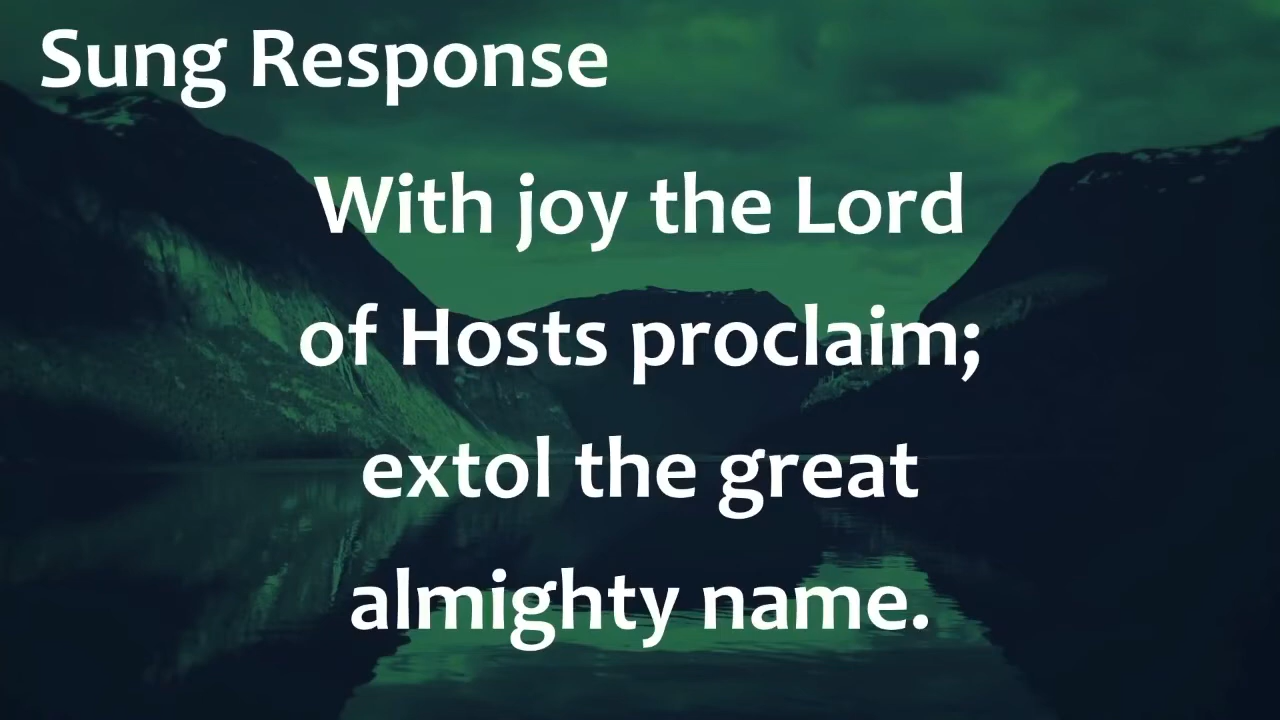 Sung Response
With joy the Lord
of Hosts proclaim;
extol the great
almighty name.